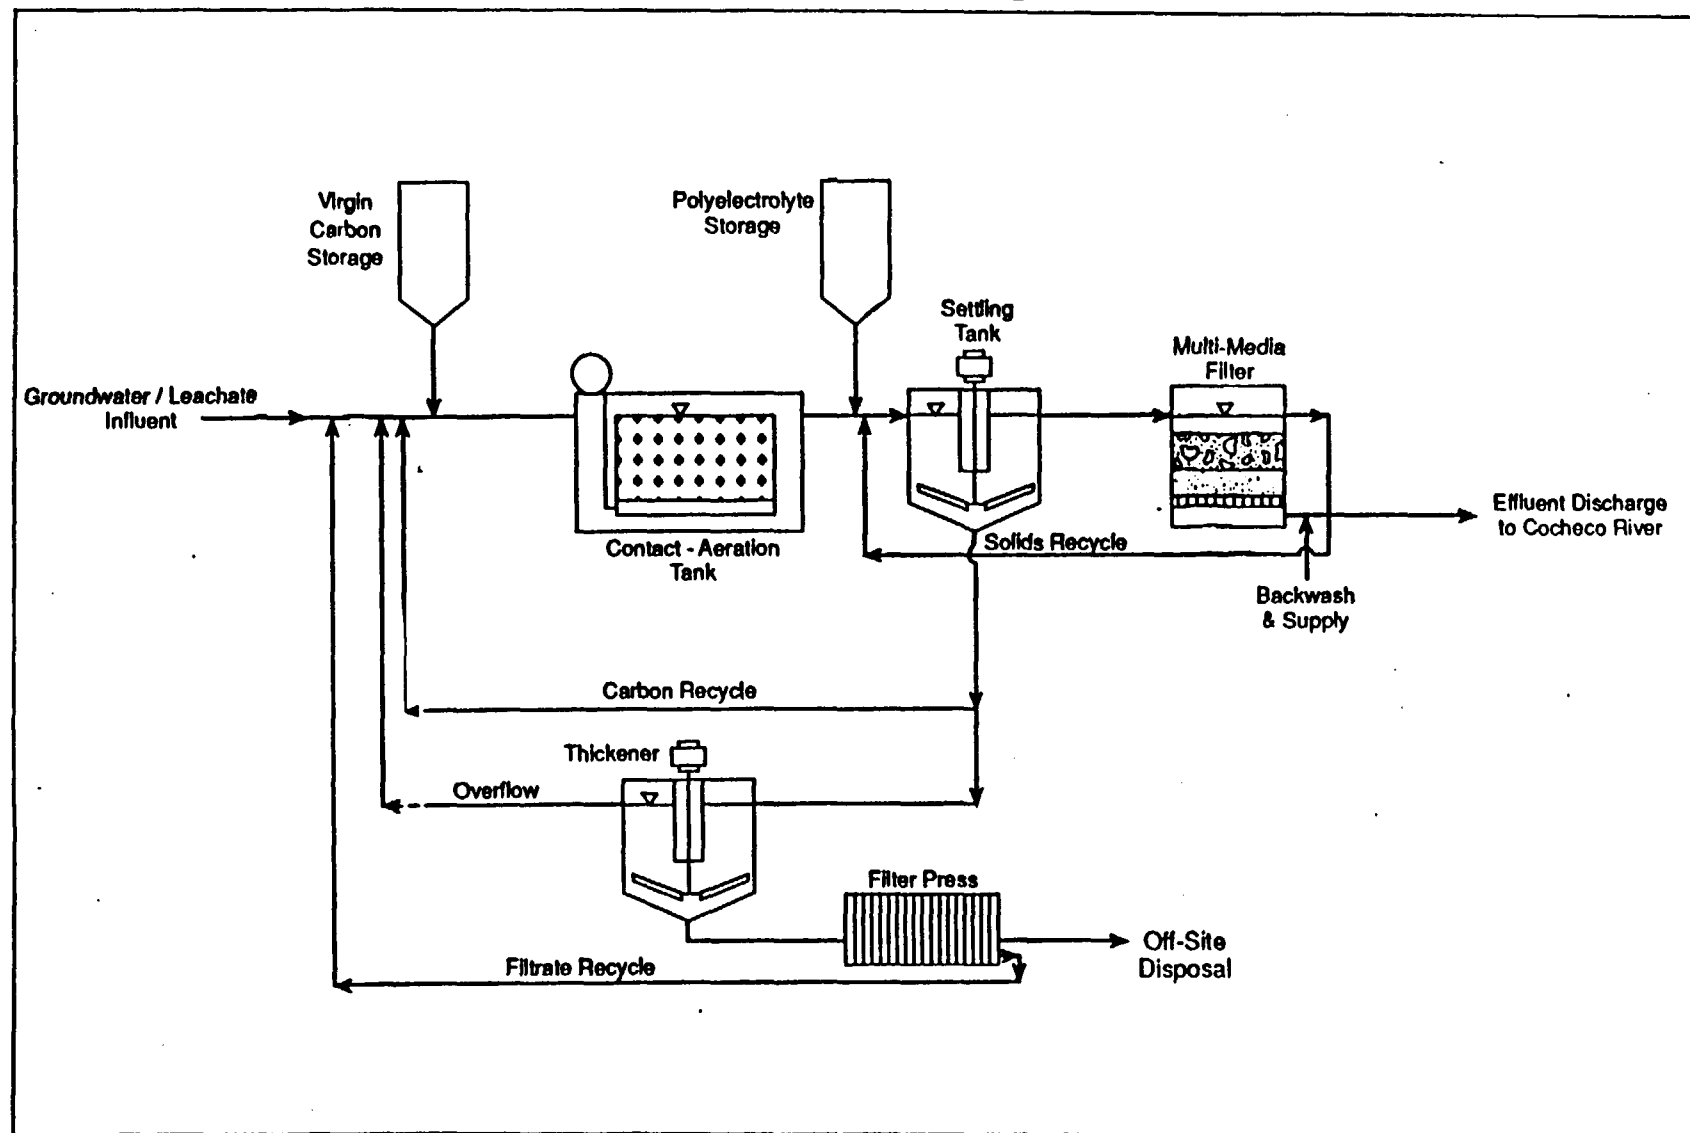 Virgin
Carbon
Storage
Polyelectrolyte
Storage
Settling
Tank
Multi-Media
Filter
Groundwater / Leachate
Influent
Contact - Aeration
Tank
Solids Recycle
Effluent Discharge
to Cocheco River
Backwash
& Supply
Carbon Recycle
Thickener
Overflow
Filter Press
Filtrate Recycle
Off-Site
Disposal